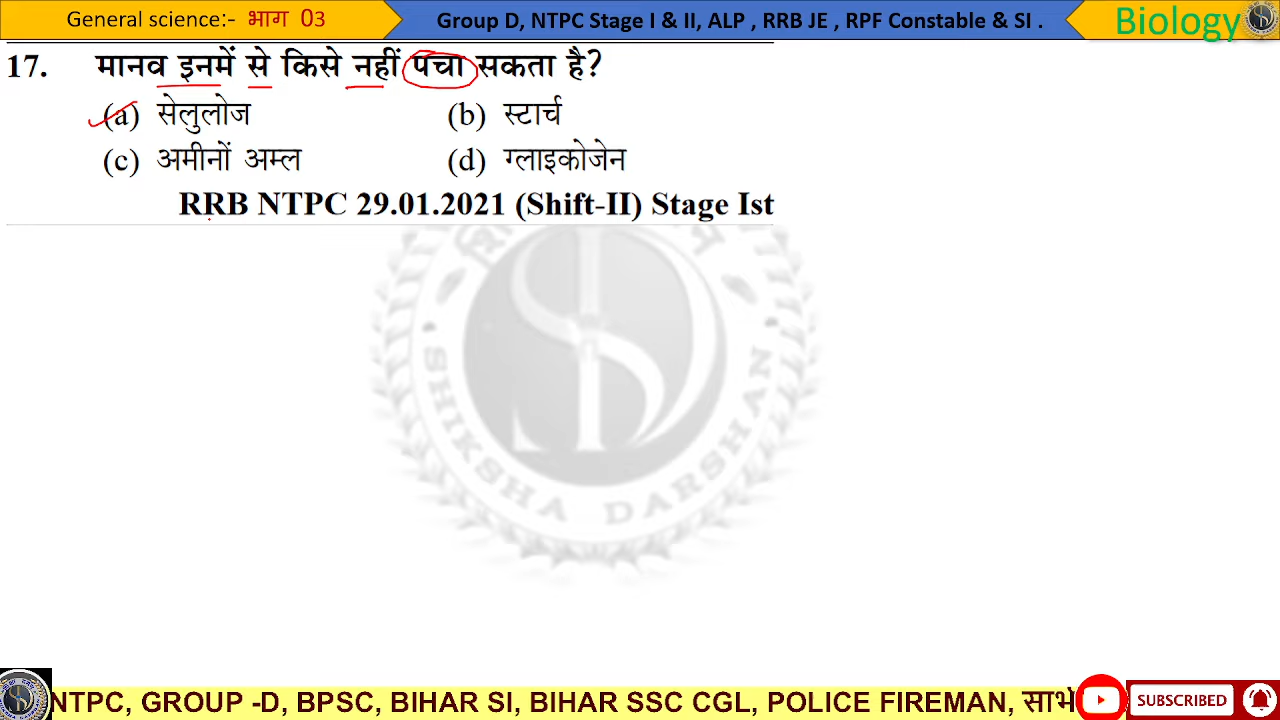 General science:- भाग 03
Group D, NTPC Stage I & II, ALP , RRB JE , RPF Constable & SI .
Biology
17. मानव इनमें से किसे नहीं पचा सकता है?
(a) सेलुलोज (b) स्टार्च
(c) अमीनों अम्ल (d) ग्लाइकोजेन
RRB NTPC 29.01.2021 (Shift-II) Stage Ist
SHIKSHA DARSHAN
NTPC, GROUP -D, BPSC, BIHAR SI, BIHAR SSC CGL, POLICE FIREMAN,
SUBSCRIBED